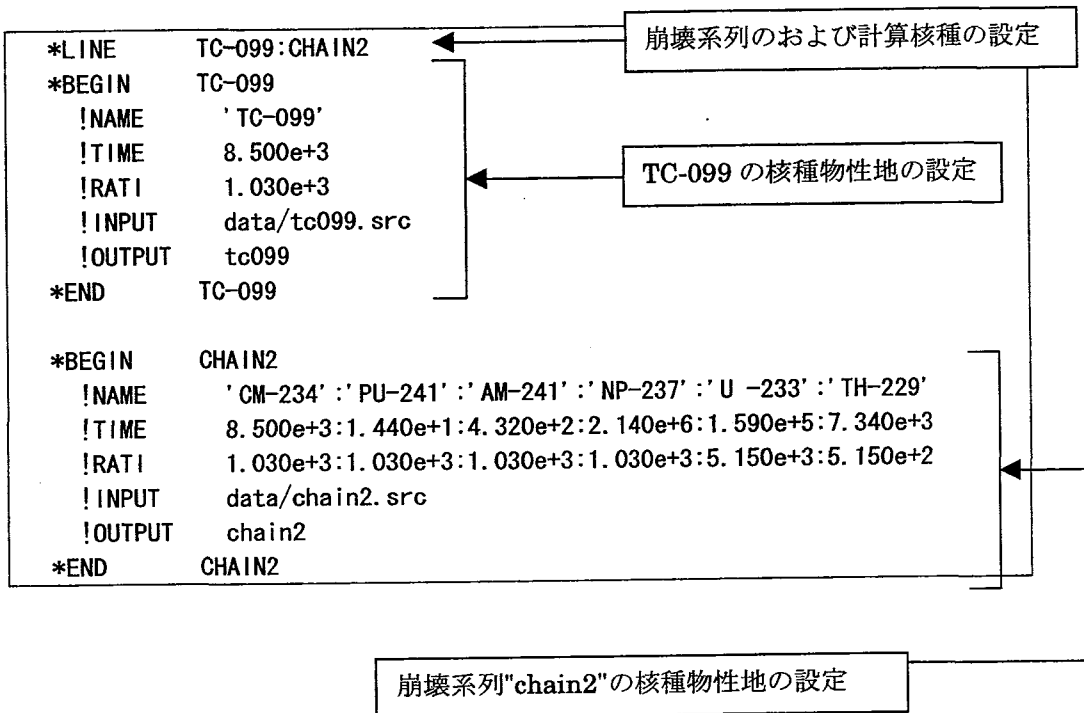 *LINE TC-099:CHAIN2
崩壊系列のおよび計算核種の設定
*BEGIN TC-099
!NAME 'TC-099'
!TIME 8.500e+3
!RATI 1.030e+3
!INPUT data/tc099.src
!OUTPUT tc099
*END TC-099
TC-099 の核種物性地の設定
*BEGIN CHAIN2
!NAME 'CM-234':'PU-241':'AM-241':'NP-237':'U -233':'TH-229'
!TIME 8.500e+3:1.440e+1:4.320e+2:2.140e+6:1.590e+5:7.340e+3
!RATI 1.030e+3:1.030e+3:1.030e+3:1.030e+3:5.150e+3:5.150e+2
!INPUT data/chain2.src
!OUTPUT chain2
*END CHAIN2
崩壊系列"chain2"の核種物性地の設定